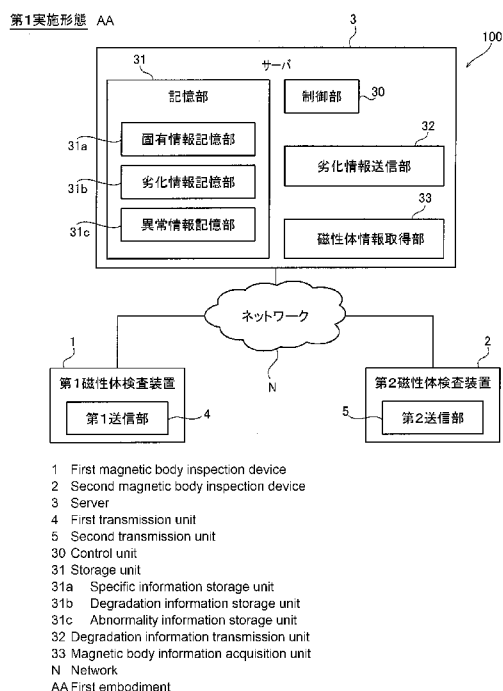 第1実施形態 AA
100
3
サーバ
31
記憶部
制御部
30
31a
固有情報記憶部
32
劣化情報送信部
31b
劣化情報記憶部
31c
異常情報記憶部
33
磁性体情報取得部
ネットワーク
N
1
第1磁性体検査装置
第1送信部
4
2
第2磁性体検査装置
5
第2送信部
1 First magnetic body inspection device
2 Second magnetic body inspection device
3 Server
4 First transmission unit
5 Second transmission unit
30 Control unit
31 Storage unit
31a Specific information storage unit
31b Degradation information storage unit
31c Abnormality information storage unit
32 Degradation information transmission unit
33 Magnetic body information acquisition unit
N Network
AA First embodiment